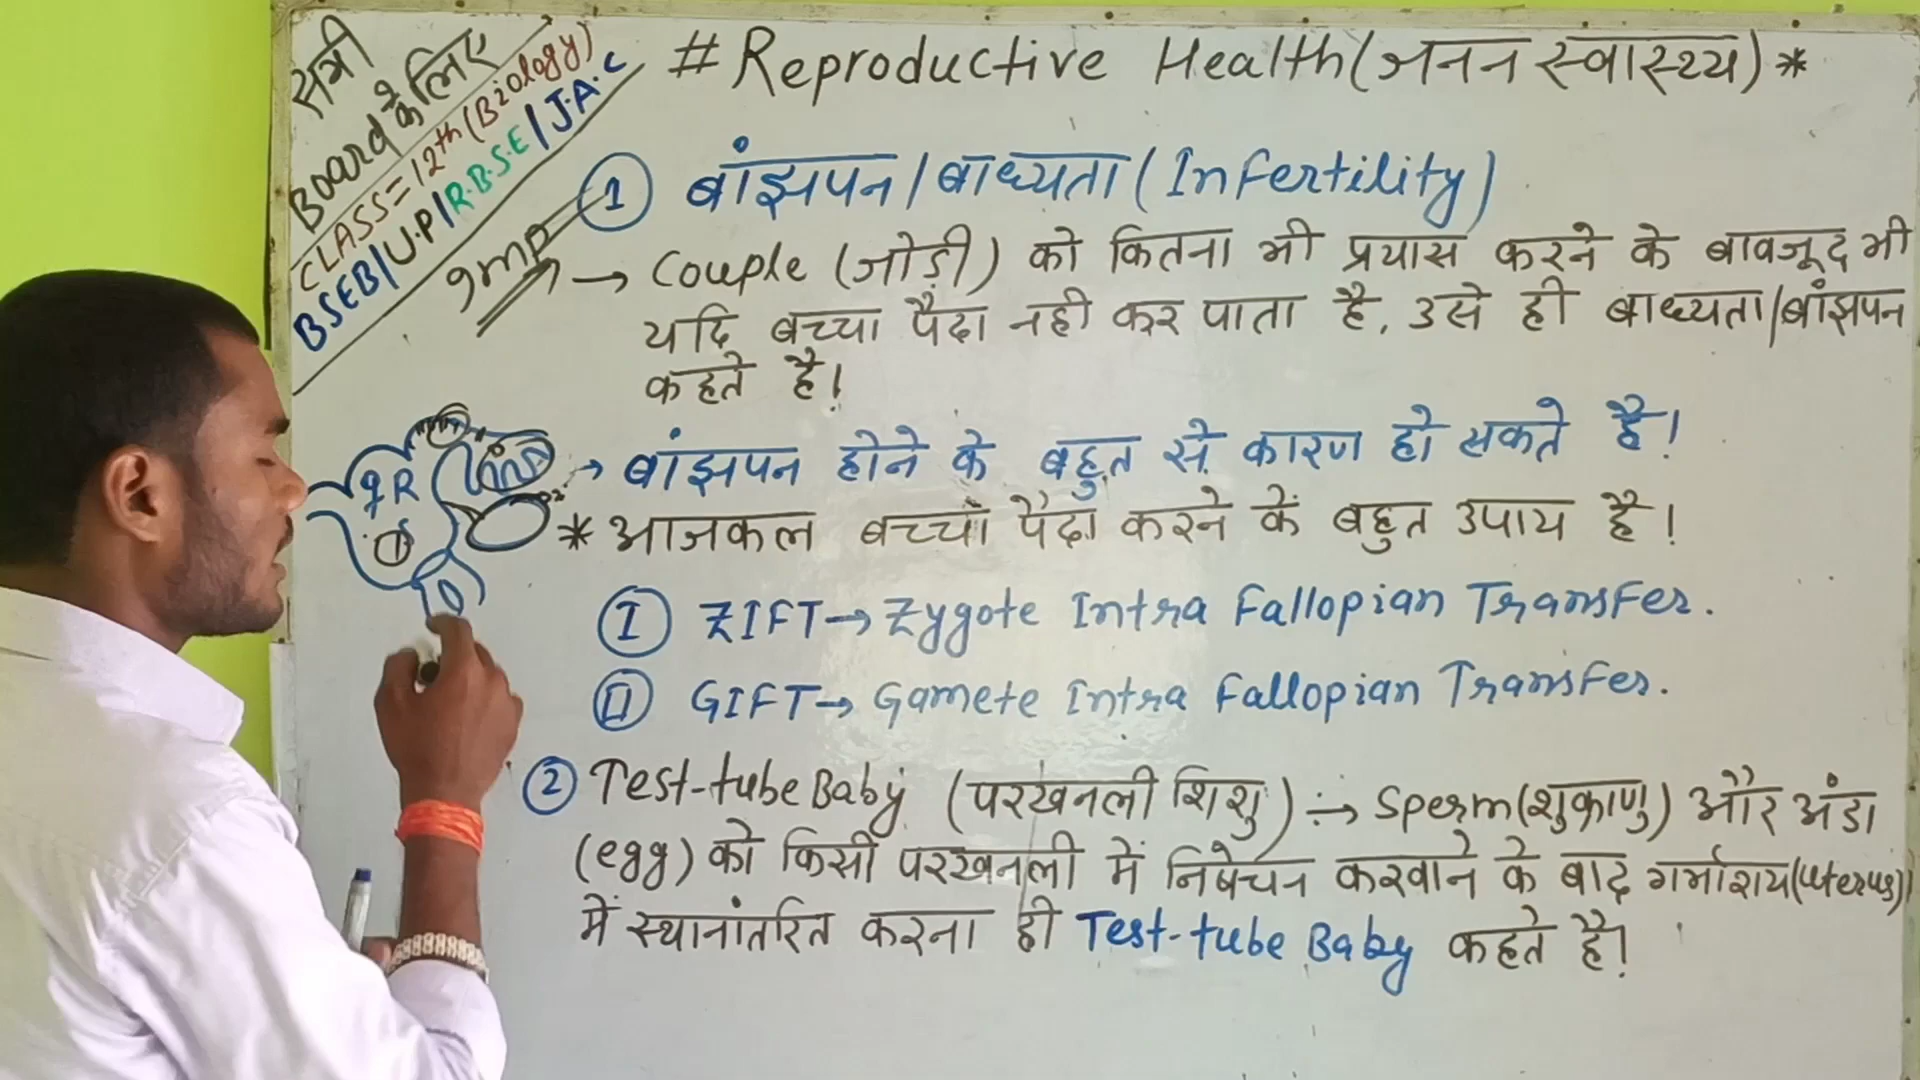 सभी
Board के लिए
CLASS=12th (Biology)
BSEB/U.P/R.B.S.E/J.A.C
Imp
#Reproductive Health(जनन स्वास्थ्य)*
1 बांझपन/बाध्यता(Infertility)
→ Couple (जोड़ी) को कितना भी प्रयास करने के बावजूद भी
यदि बच्चा पैदा नही कर पाता है, उसे ही बाध्यता/बांझपन
कहते है!
→ बांझपन होने के बहुत से कारण हो सकते है!
* आजकल बच्चा पैदा करने के बहुत उपाय है!
I ZIFT→Zygote Intra Fallopian Transfer.
II GIFT→Gamete Intra Fallopian Transfer.
2 Test-tube Baby (परखनली शिशु) :→ Sperm(शुक्राणु) और अंडा
(egg) को किसी परखनली में निषेचन करवाने के बाद गर्भाशय(Uterus)
में स्थानांतरित करना ही Test-tube Baby कहते है!